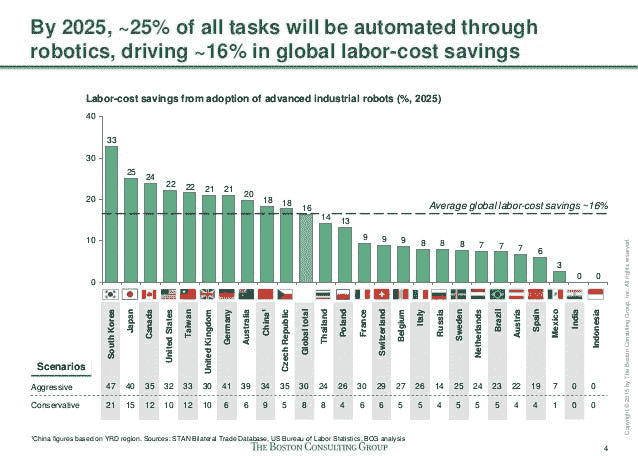 By 2025, ~25% of all tasks will be automated through
robotics, driving ~16% in global labor-cost savings
Labor-cost savings from adoption of advanced industrial robots (%, 2025)
40
30
20
10
0
33 25 24 22 22 21 21 20 18 18 16 14 13 9 9 9 8 8 8 7 7 7 6 3 0 0
Average global labor-cost savings ~16%
South Korea
Japan
Canada
United States
Taiwan
United Kingdom
Germany
Australia
China¹
Czech Republic
Global total
Thailand
Poland
France
Switzerland
Belgium
Italy
Russia
Sweden
Netherlands
Brazil
Austria
Spain
Mexico
India
Indonesia
Scenarios
Aggressive 47 40 35 30 33 30 41 39 34 35 30 24 26 30 29 27 26 14 25 24 23 22 19 7 0 0
Conservative 21 15 12 10 12 10 6 6 9 5 8 8 4 6 6 5 5 4 5 5 5 4 4 1 0 0
¹China figures based on YRD region. Sources: STAN Bilateral Trade Database, US Bureau of Labor Statistics, BCG analysis
THE BOSTON CONSULTING GROUP
4
Copyright © 2015 by The Boston Consulting Group, Inc. All rights reserved.